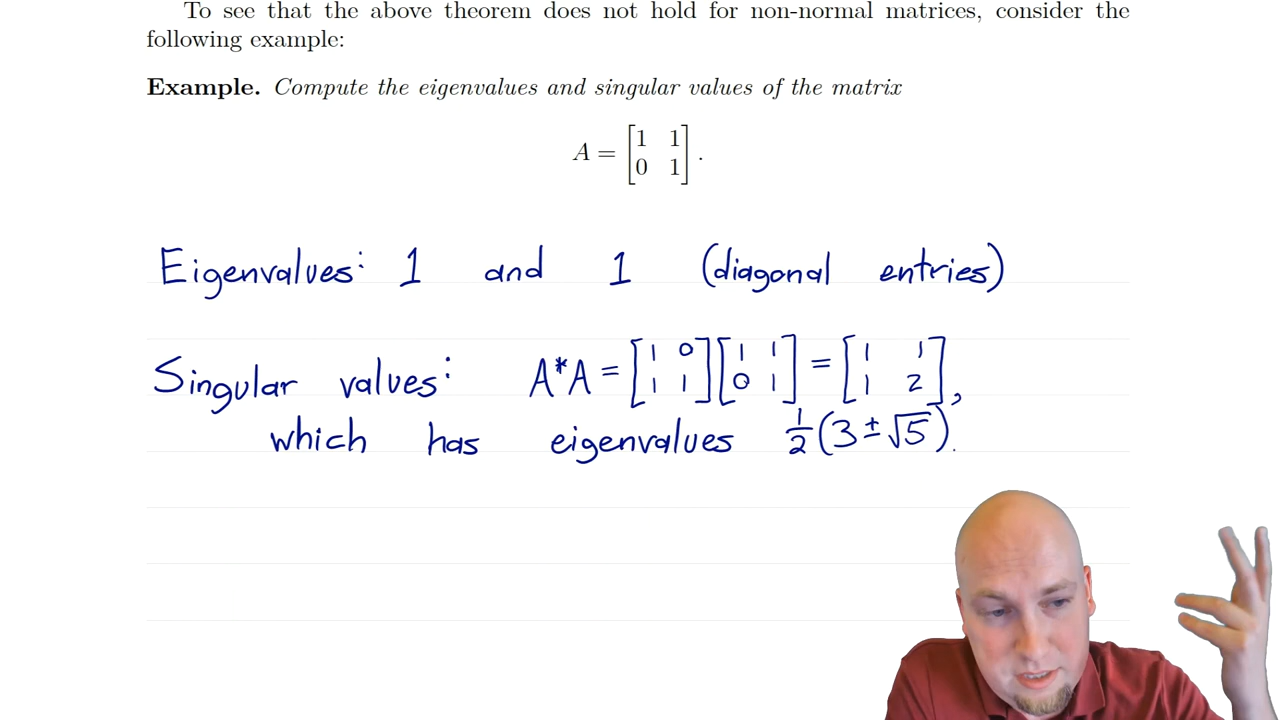 To see that the above theorem does not hold for non-normal matrices, consider the
following example:
Example. Compute the eigenvalues and singular values of the matrix
A = [1 1
0 1].
Eigenvalues: 1 and 1 (diagonal entries)
Singular values: A*A = [1 0; 1 1][1 1; 0 1] = [1 1; 1 2],
which has eigenvalues 1/2(3±√5).